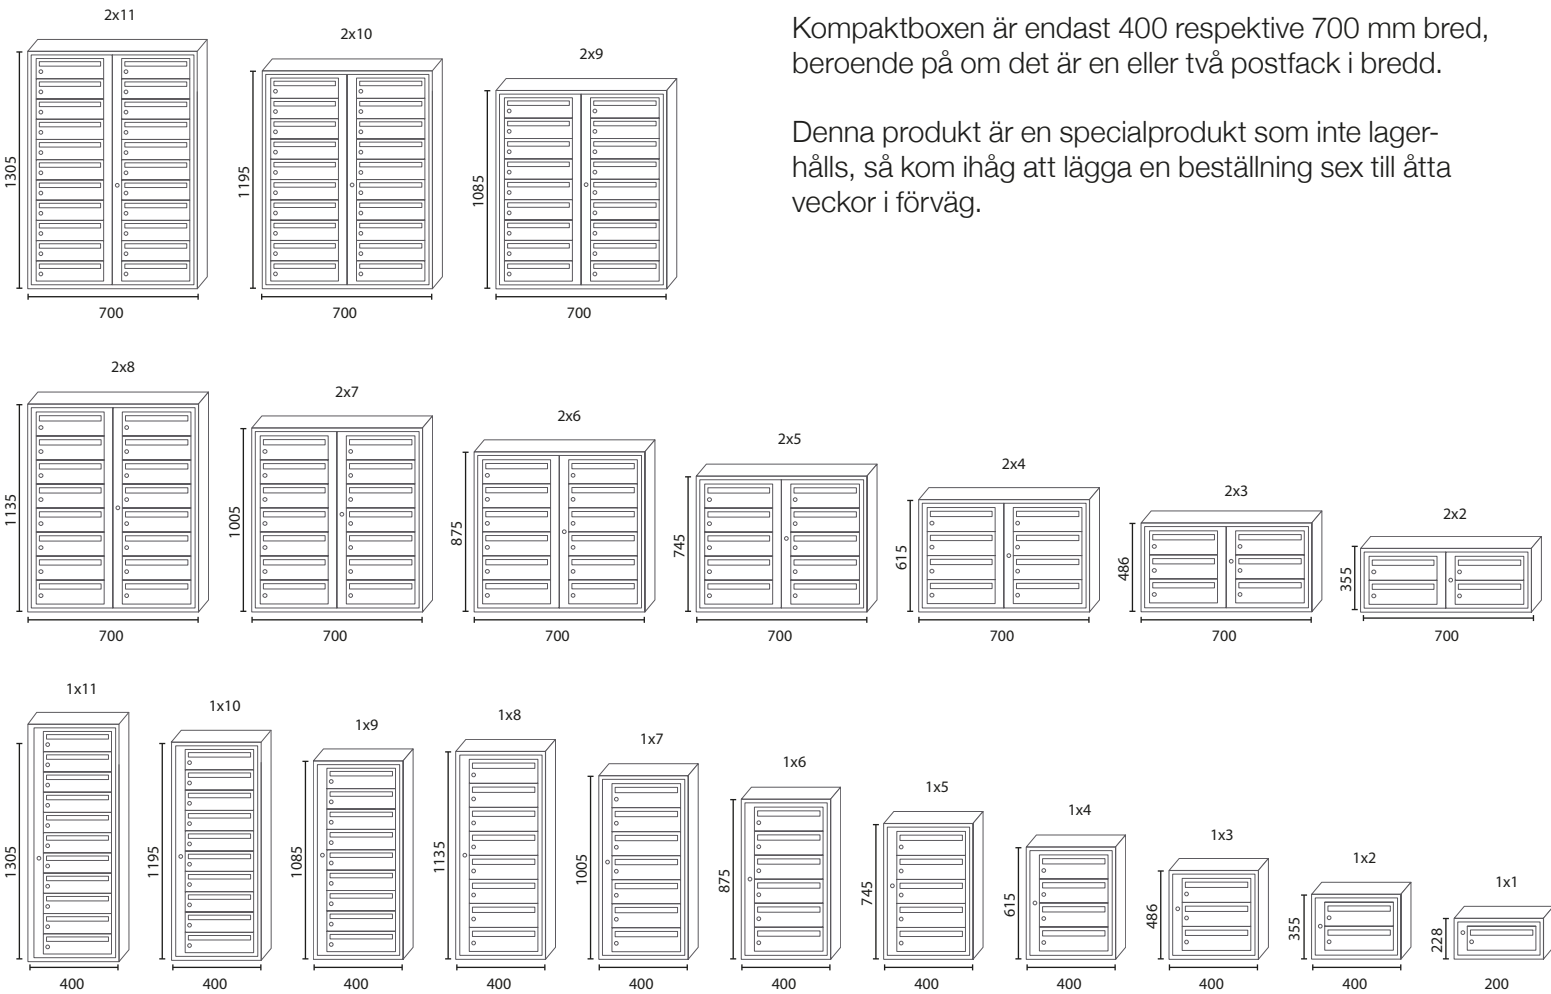 Kompaktboxen är endast 400 respektive 700 mm bred,
beroende på om det är en eller två postfack i bredd.
Denna produkt är en specialprodukt som inte lager-
hålls, så kom ihåg att lägga en beställning sex till åtta
veckor i förväg.
2x11
1305
700
2x10
1195
700
2x9
1085
700
2x8
1135
700
2x7
1005
700
2x6
875
700
2x5
745
700
2x4
615
700
2x3
486
700
2x2
355
700
1x11
1305
400
1x10
1195
400
1x9
1085
400
1x8
1135
400
1x7
1005
400
1x6
875
400
1x5
745
400
1x4
615
400
1x3
486
400
1x2
355
400
1x1
228
200